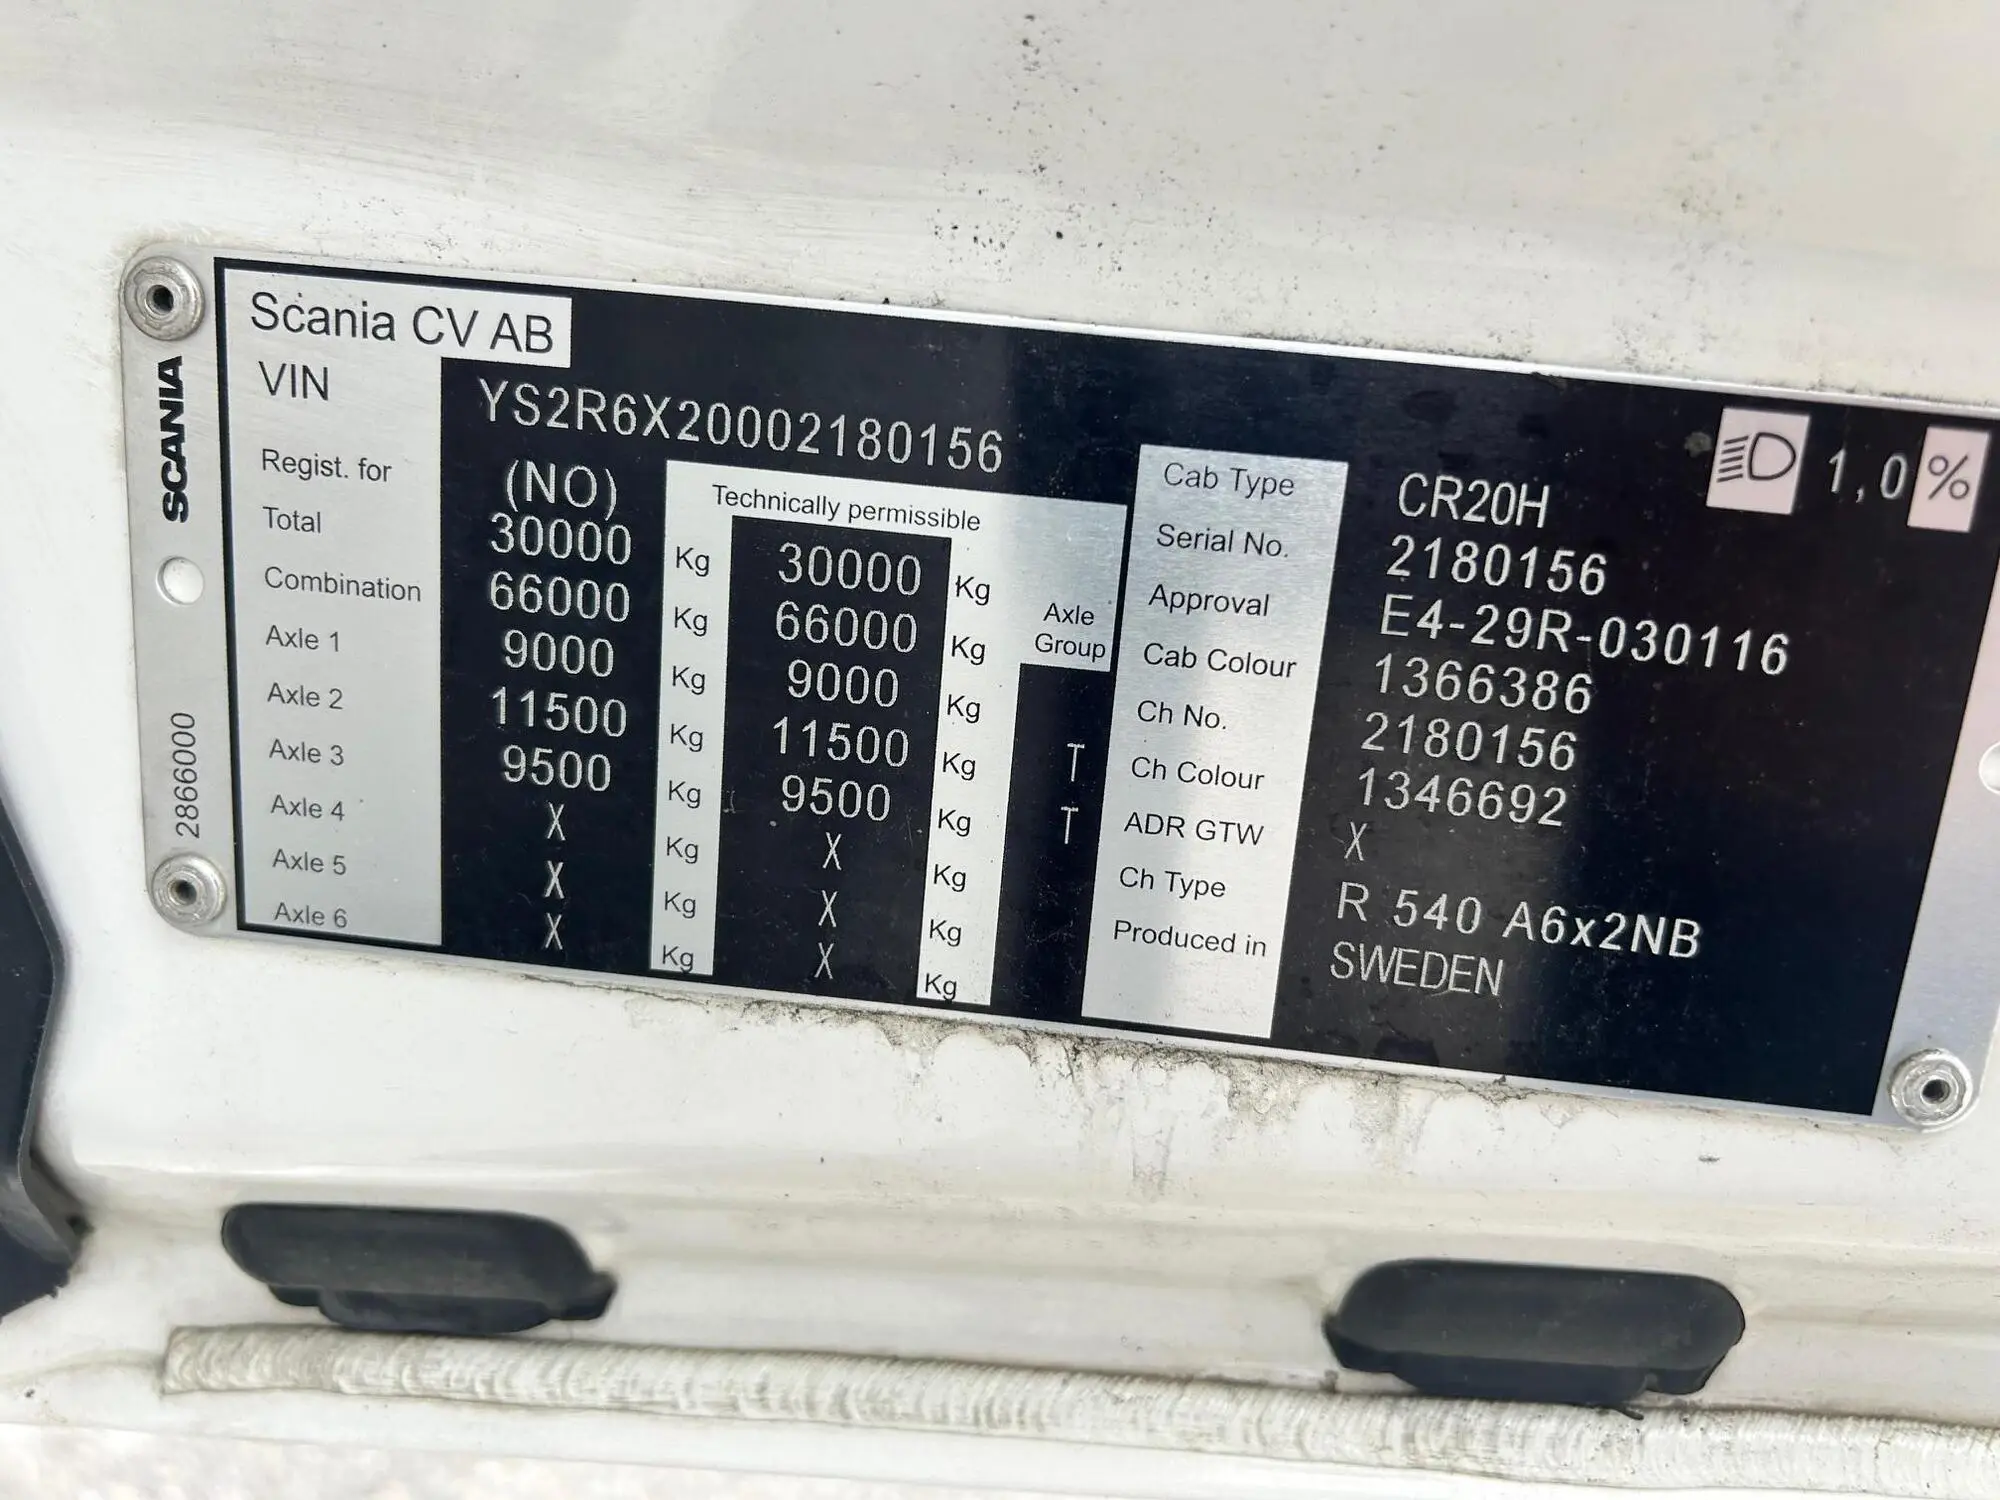 Scania CV AB
VIN YS2R6X20002180156
Regist. for (NO) Technically permissible
Total 30000 Kg 30000 Kg
Combination 66000 Kg 66000 Kg Axle Group
Axle 1 9000 Kg 9000 Kg
Axle 2 11500 Kg 11500 Kg T
Axle 3 9500 Kg 9500 Kg T
Axle 4 X Kg X Kg
Axle 5 X Kg X Kg
Axle 6 X Kg X Kg
Cab Type CR20H
Serial No. 2180156
Approval E4-29R-030116
Cab Colour 1366386
Ch No. 2180156
Ch Colour 1346692
ADR GTW X
Ch Type R 540 A6x2NB
Produced in SWEDEN
1,0 %
SCANIA
2866000